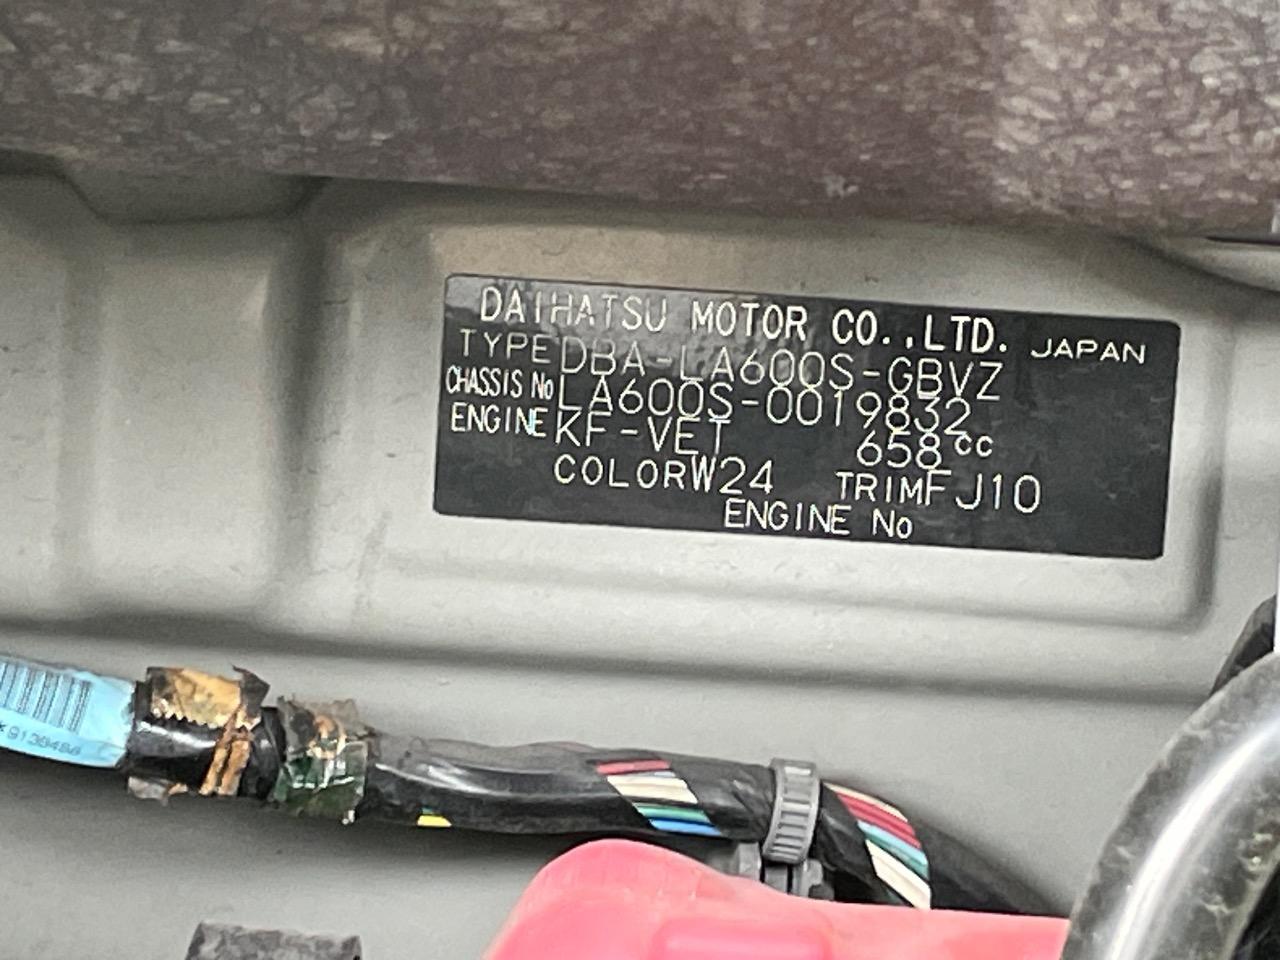 DAIHATSU MOTOR CO.,LTD. JAPAN
TYPE DBA-LA600S-GBVZ
CHASSIS No LA600S-0019832
ENGINE KF-VET 658cc
COLOR W24 TRIM FJ10
ENGINE No